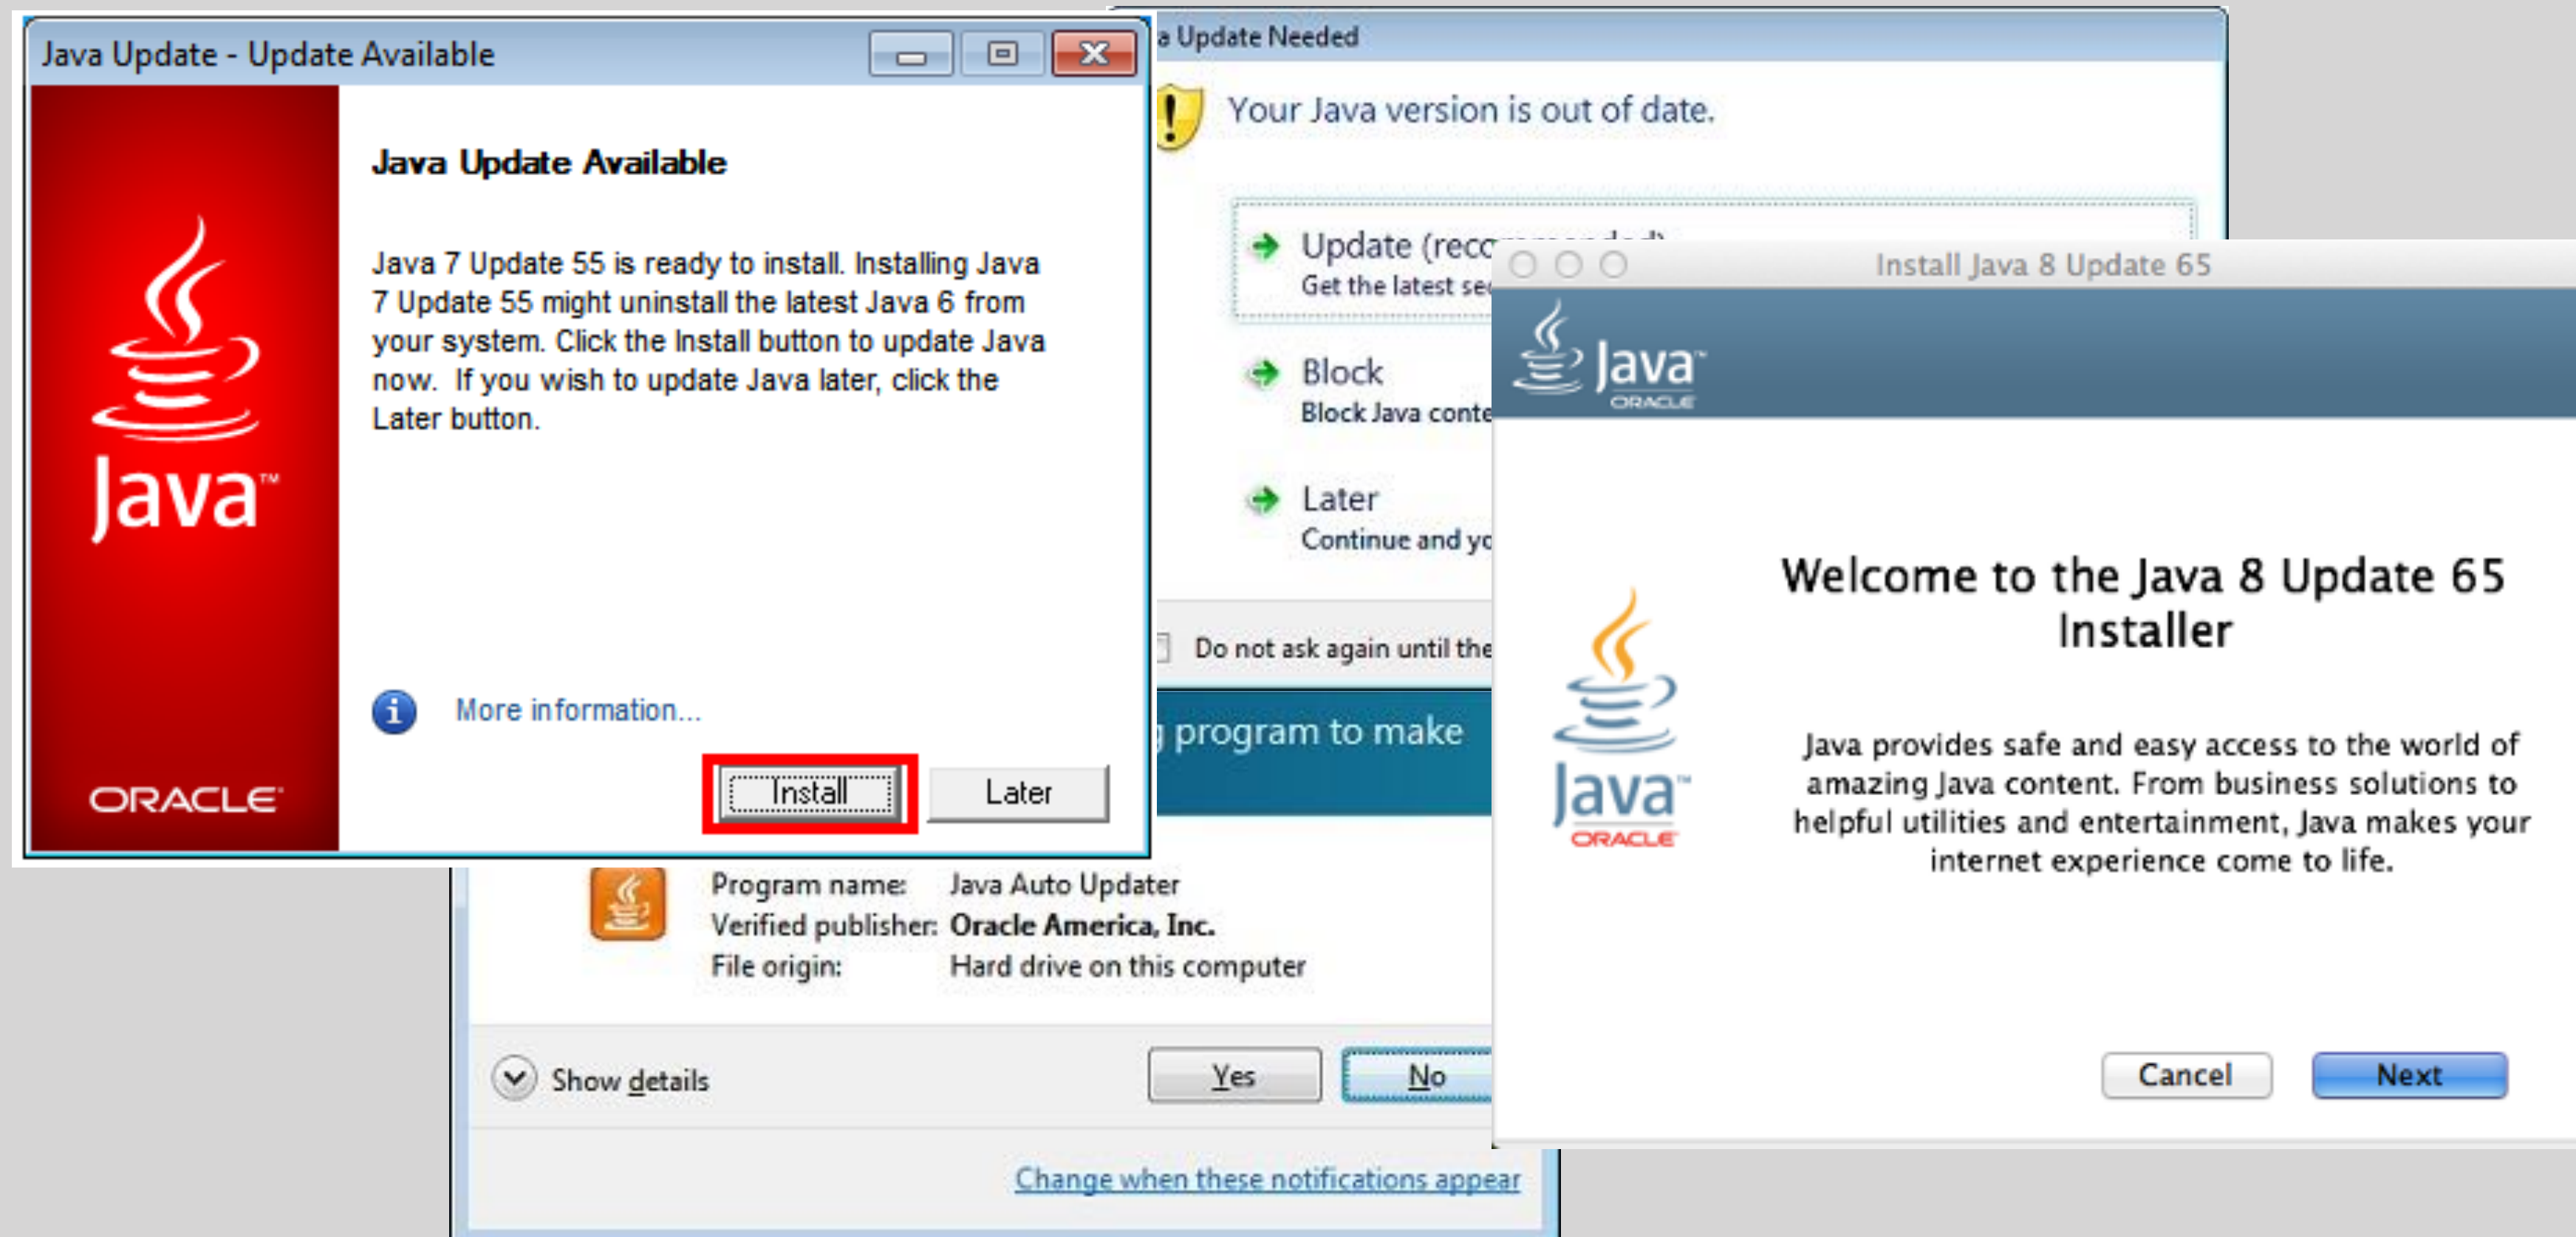 Java Update - Update Available
Java Update Available
Java 7 Update 55 is ready to install. Installing Java
7 Update 55 might uninstall the latest Java 6 from
your system. Click the Install button to update Java
now.  If you wish to update Java later, click the
Later button.
More information...
Install
Later
Java™
ORACLE
Update Needed
Your Java version is out of date.
Update (recommended)
Get the latest
Block
Block Java
Later
Continue and
Do not ask again until the
program to make
Program name: Java Auto Updater
Verified publisher: Oracle America, Inc.
File origin: Hard drive on this computer
Show details
Yes
No
Change when these notifications appear
Install Java 8 Update 65
Java™
ORACLE
Welcome to the Java 8 Update 65
Installer
Java provides safe and easy access to the world of
amazing Java content. From business solutions to
helpful utilities and entertainment, Java makes your
internet experience come to life.
Java™
ORACLE
Cancel
Next